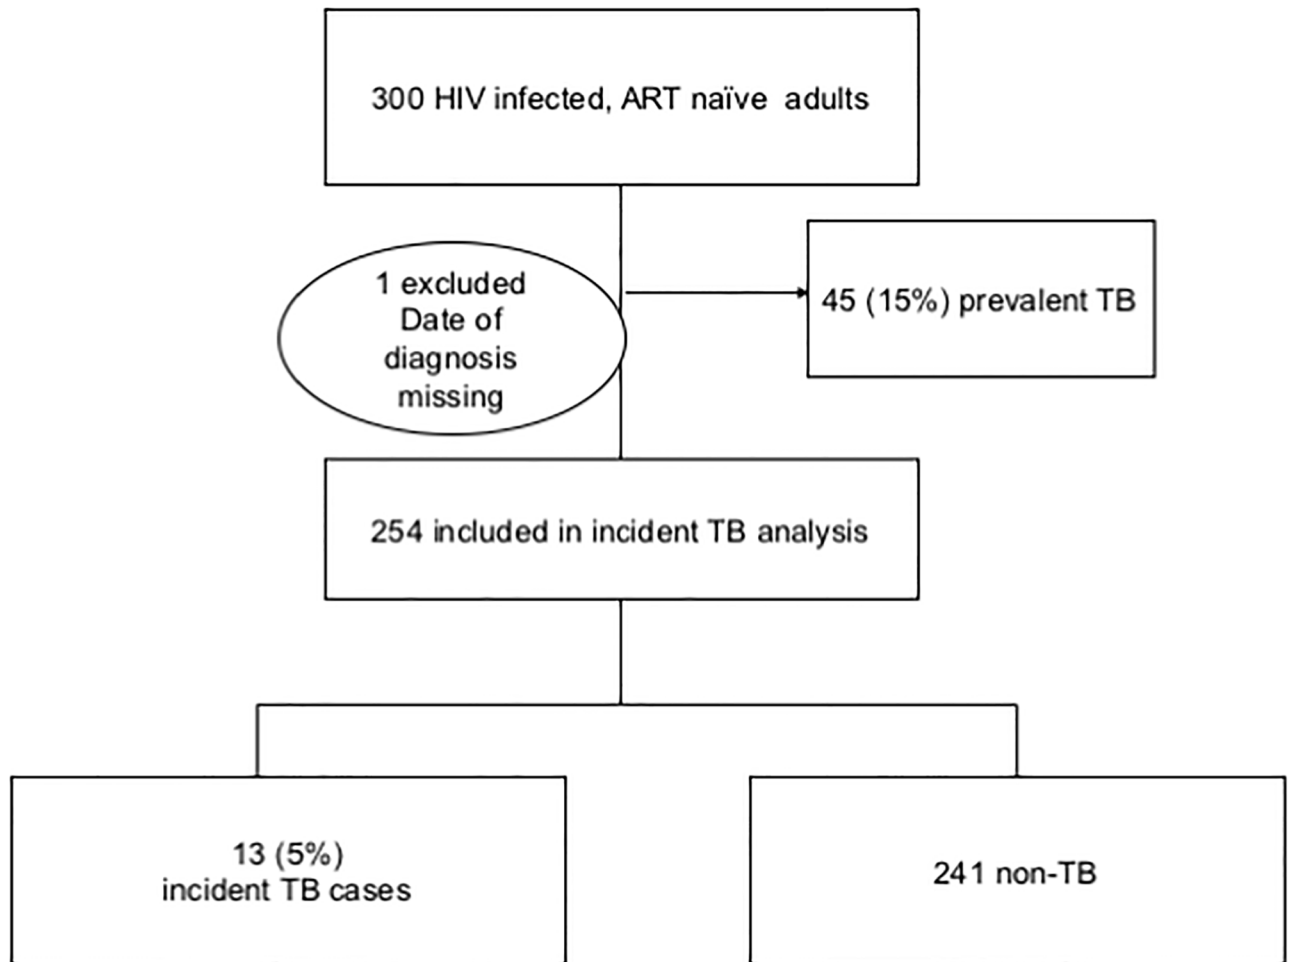 300 HIV infected, ART naïve adults
1 excluded
Date of
diagnosis
missing
45 (15%) prevalent TB
254 included in incident TB analysis
13 (5%)
incident TB cases
241 non-TB